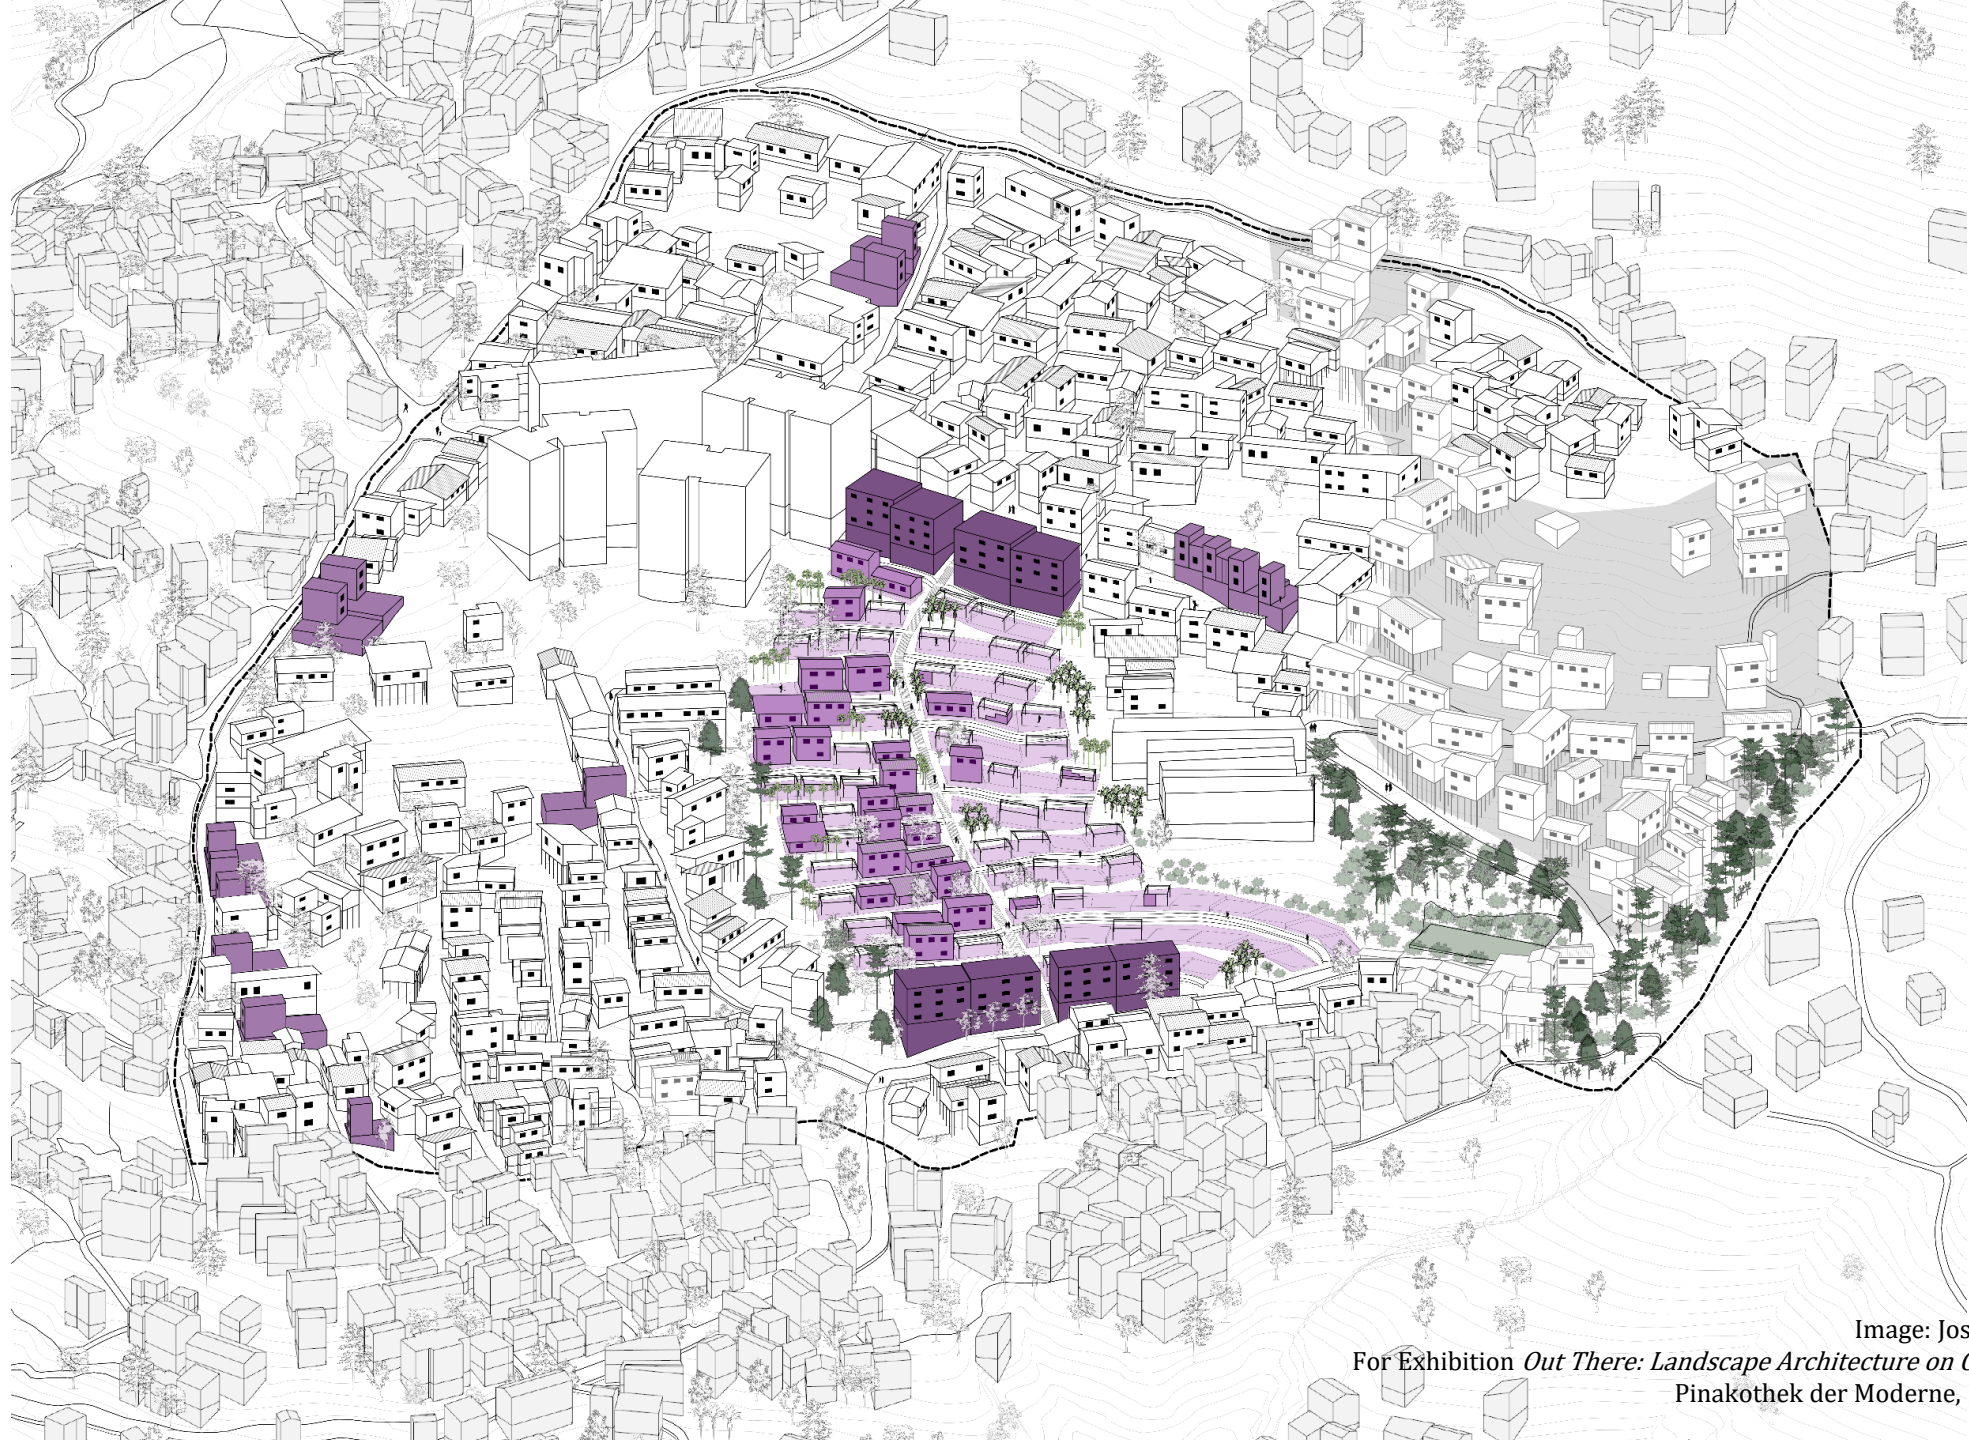 Image: Jos
For Exhibition Out There: Landscape Architecture on
Pinakothek der Moderne,